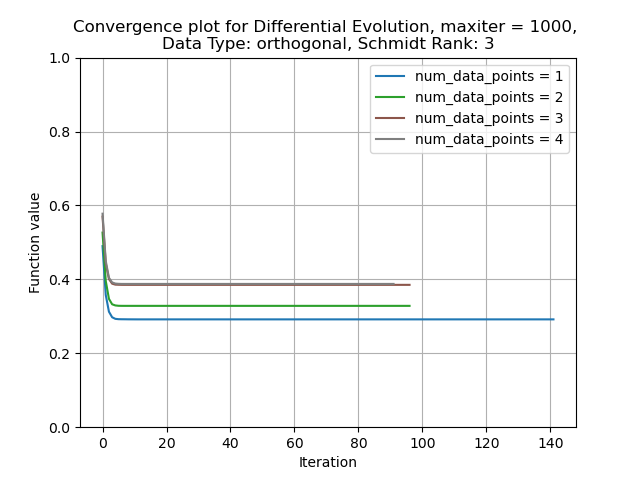 Convergence plot for Differential Evolution, maxiter = 1000,
Data Type: orthogonal, Schmidt Rank: 3
num_data_points = 1
num_data_points = 2
num_data_points = 3
num_data_points = 4
Function value
1.0
0.8
0.6
0.4
0.2
0.0
0 20 40 60 80 100 120 140
Iteration